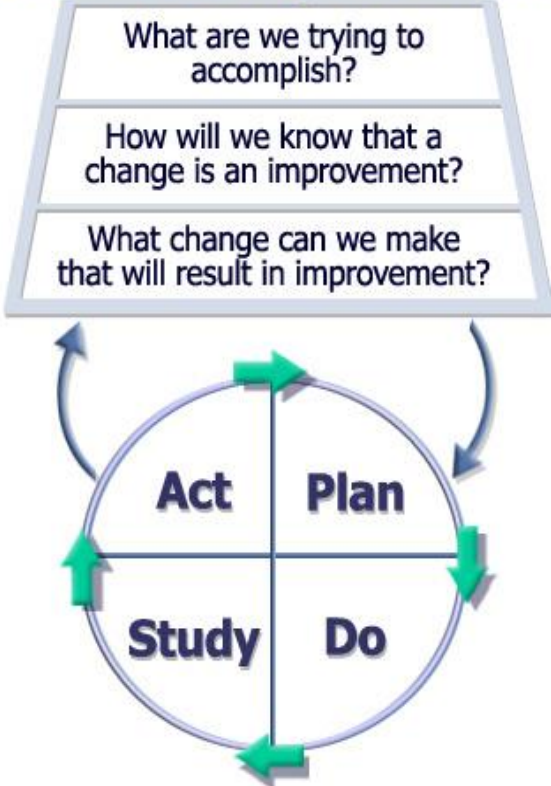 What are we trying to
accomplish?
How will we know that a
change is an improvement?
What change can we make
that will result in improvement?
Act
Plan
Study
Do